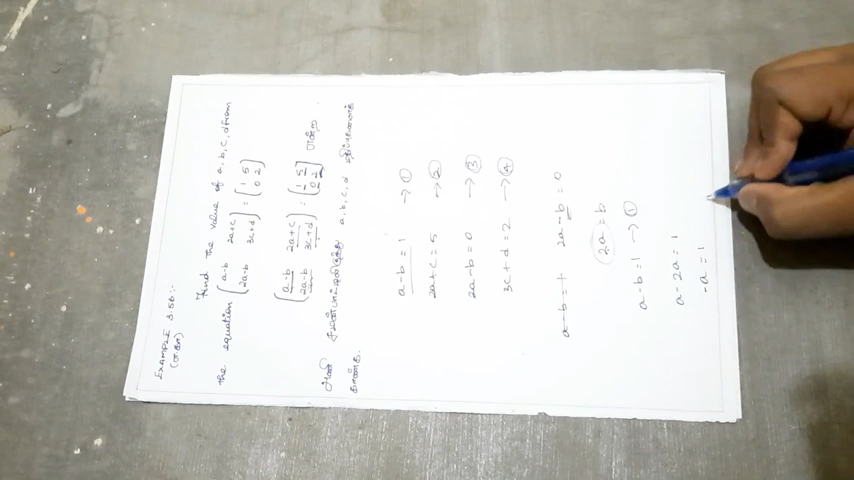 EXAMPLE 3.56:-
Find the value of a,b,c,d from
the equation (a-b 2a+c
2a-b 3c+d) = (1 5
0 2)
(a-b 2a+c
2a-b 3c+d) = (1 5
0 2) என்ற
அணி a,b,c,d
காண்க.
a-b=1 → ①
2a+c=5 → ②
2a-b=0 → ③
3c+d=2 → ④
2a-b=0
2a=b
a-b=1 → ①
a-2a=1
-a=1